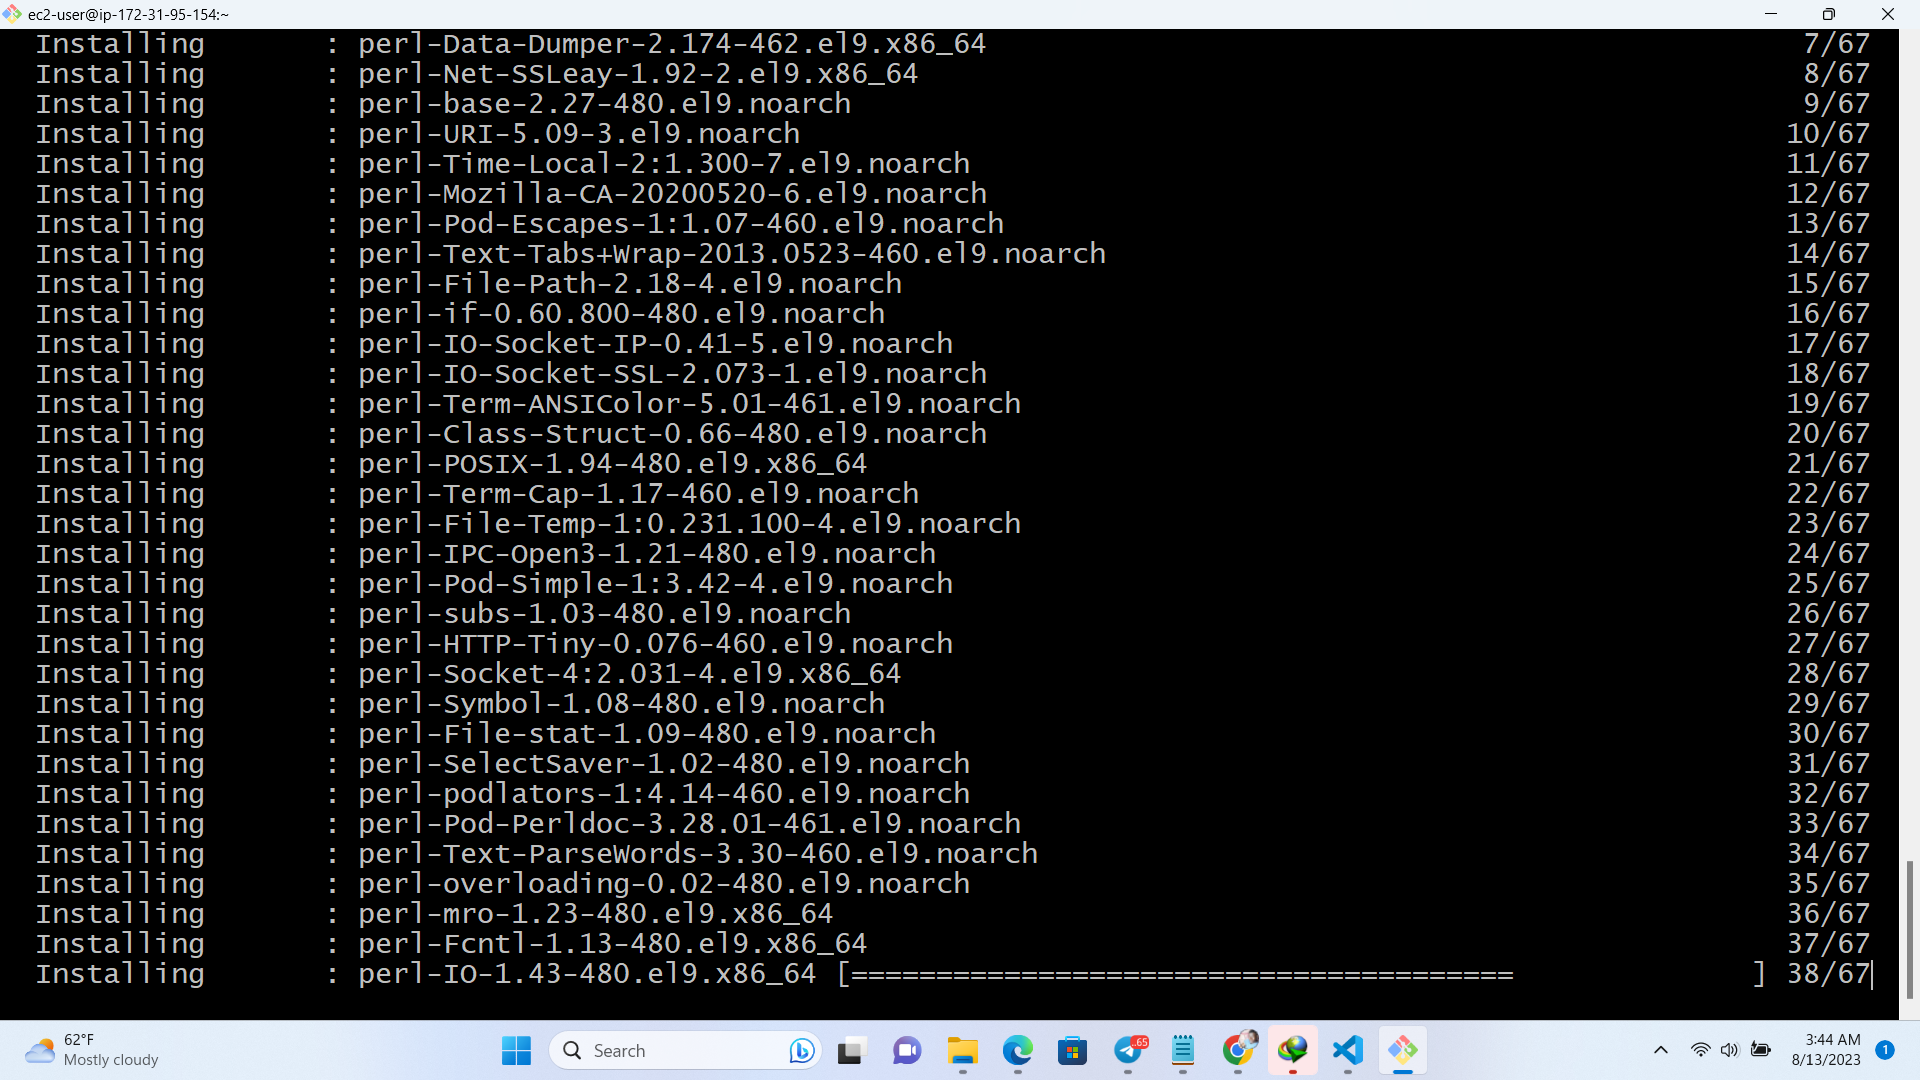 ec2-user@ip-172-31-95-154:~
Installing : perl-Data-Dumper-2.174-462.el9.x86_64 7/67
Installing : perl-Net-SSLeay-1.92-2.el9.x86_64 8/67
Installing : perl-base-2.27-480.el9.noarch 9/67
Installing : perl-URI-5.09-3.el9.noarch 10/67
Installing : perl-Time-Local-2:1.300-7.el9.noarch 11/67
Installing : perl-Mozilla-CA-20200520-6.el9.noarch 12/67
Installing : perl-Pod-Escapes-1:1.07-460.el9.noarch 13/67
Installing : perl-Text-Tabs+Wrap-2013.0523-460.el9.noarch 14/67
Installing : perl-File-Path-2.18-4.el9.noarch 15/67
Installing : perl-if-0.60.800-480.el9.noarch 16/67
Installing : perl-IO-Socket-IP-0.41-5.el9.noarch 17/67
Installing : perl-IO-Socket-SSL-2.073-1.el9.noarch 18/67
Installing : perl-Term-ANSIColor-5.01-461.el9.noarch 19/67
Installing : perl-Class-Struct-0.66-480.el9.noarch 20/67
Installing : perl-POSIX-1.94-480.el9.x86_64 21/67
Installing : perl-Term-Cap-1.17-460.el9.noarch 22/67
Installing : perl-File-Temp-1:0.231.100-4.el9.noarch 23/67
Installing : perl-IPC-Open3-1.21-480.el9.noarch 24/67
Installing : perl-Pod-Simple-1:3.42-4.el9.noarch 25/67
Installing : perl-subs-1.03-480.el9.noarch 26/67
Installing : perl-HTTP-Tiny-0.076-460.el9.noarch 27/67
Installing : perl-Socket-4:2.031-4.el9.x86_64 28/67
Installing : perl-Symbol-1.08-480.el9.noarch 29/67
Installing : perl-File-stat-1.09-480.el9.noarch 30/67
Installing : perl-SelectSaver-1.02-480.el9.noarch 31/67
Installing : perl-podlators-1:4.14-460.el9.noarch 32/67
Installing : perl-Pod-Perldoc-3.28.01-461.el9.noarch 33/67
Installing : perl-Text-ParseWords-3.30-460.el9.noarch 34/67
Installing : perl-overloading-0.02-480.el9.noarch 35/67
Installing : perl-mro-1.23-480.el9.x86_64 36/67
Installing : perl-Fcntl-1.13-480.el9.x86_64 37/67
Installing : perl-IO-1.43-480.el9.x86_64 [======================================= ] 38/67
62°F
Mostly cloudy
Search
..65
3:44 AM
8/13/2023
1